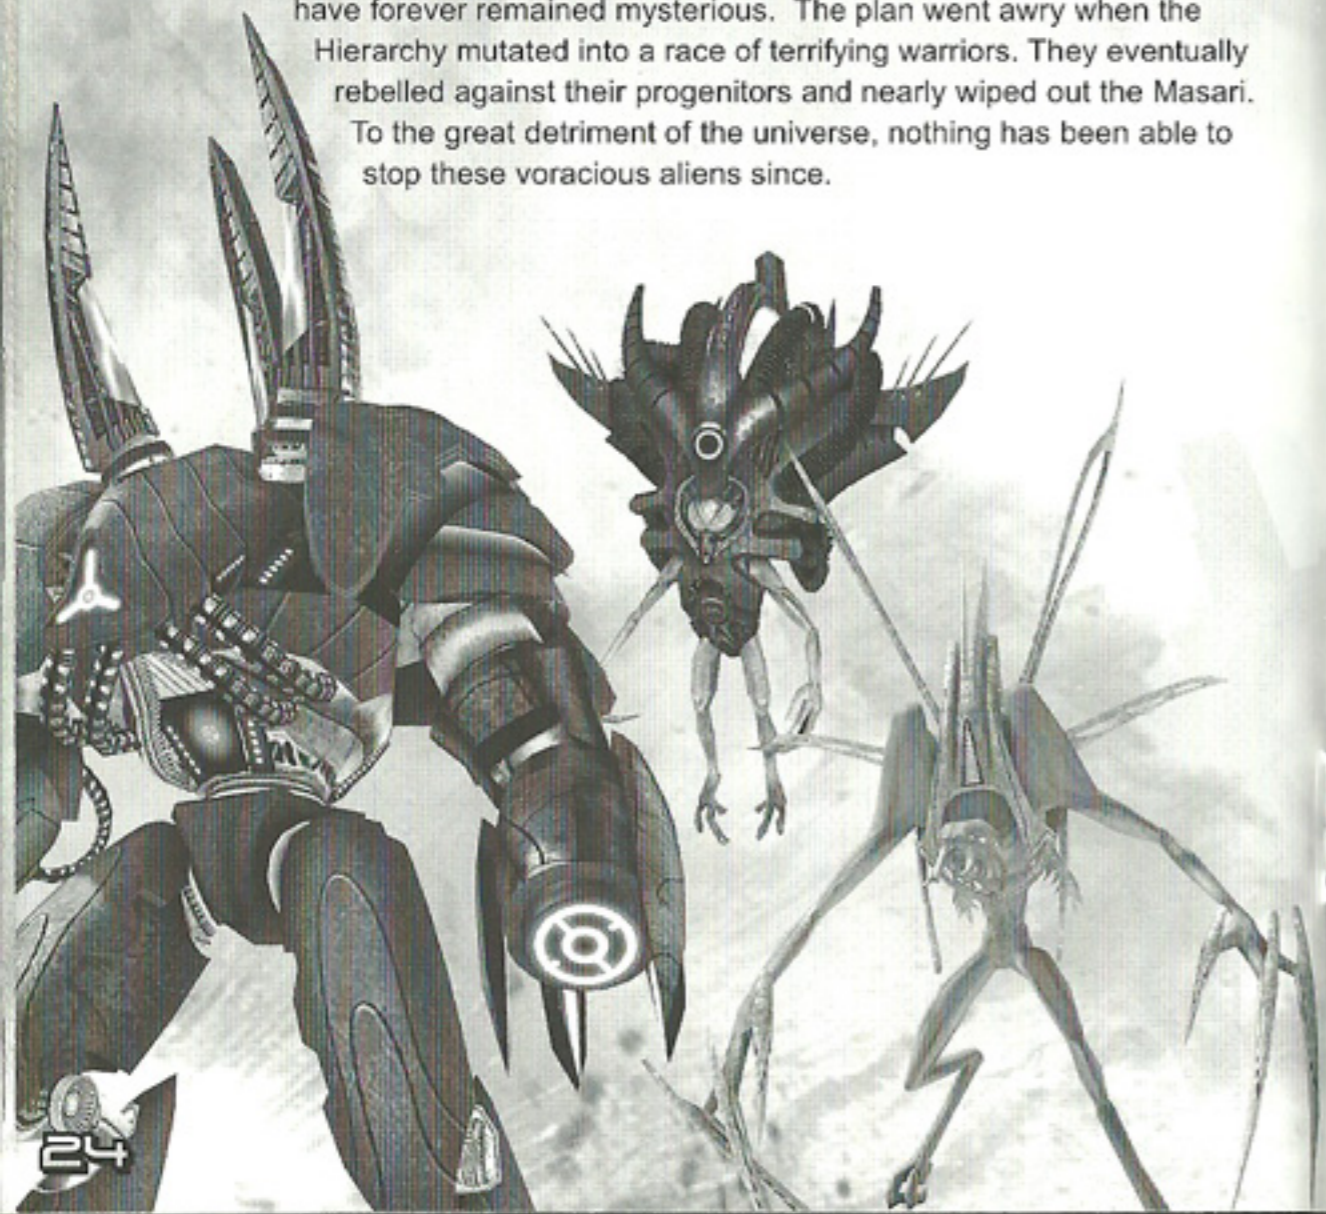 have forever remained mysterious. The plan went awry when the
Hierarchy mutated into a race of terrifying warriors. They eventually
rebelled against their progenitors and nearly wiped out the Masari.
To the great detriment of the universe, nothing has been able to
stop these voracious aliens since.
24